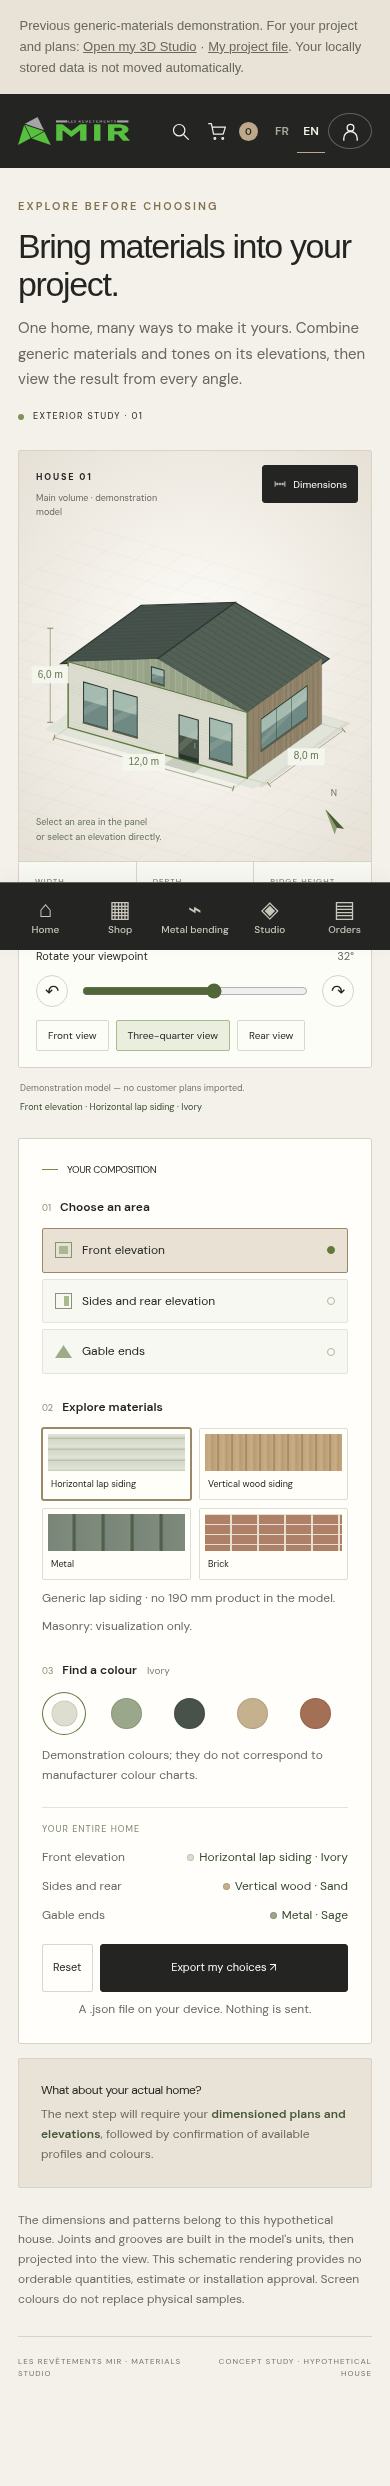 Previous generic-materials demonstration. For your project
and plans: Open my 3D Studio · My project file. Your locally
stored data is not moved automatically.
LES REVÊTEMENTS
MIR
0
FR
EN
EXPLORE BEFORE CHOOSING
Bring materials into your
project.
One home, many ways to make it yours. Combine
generic materials and tones on its elevations, then
view the result from every angle.
EXTERIOR STUDY · 01
HOUSE 01
Main volume · demonstration
model
Dimensions
6,0 m
12,0 m
8,0 m
N
Select an area in the panel
or select an elevation directly.
WIDTH
DEPTH
RIDGE HEIGHT
Home
Shop
Metal bending
Studio
Orders
Rotate your viewpoint
32°
Front view
Three-quarter view
Rear view
Demonstration model — no customer plans imported.
Front elevation · Horizontal lap siding · Ivory
YOUR COMPOSITION
01 Choose an area
Front elevation
Sides and rear elevation
Gable ends
02 Explore materials
Horizontal lap siding
Vertical wood siding
Metal
Brick
Generic lap siding · no 190 mm product in the model.
Masonry: visualization only.
03 Find a colour Ivory
Demonstration colours; they do not correspond to
manufacturer colour charts.
YOUR ENTIRE HOME
Front elevation Horizontal lap siding · Ivory
Sides and rear Vertical wood · Sand
Gable ends Metal · Sage
Reset
Export my choices ↗
A .json file on your device. Nothing is sent.
What about your actual home?
The next step will require your dimensioned plans and
elevations, followed by confirmation of available
profiles and colours.
The dimensions and patterns belong to this hypothetical
house. Joints and grooves are built in the model's units, then
projected into the view. This schematic rendering provides no
orderable quantities, estimate or installation approval. Screen
colours do not replace physical samples.
LES REVÊTEMENTS MIR · MATERIALS
STUDIO
CONCEPT STUDY · HYPOTHETICAL
HOUSE